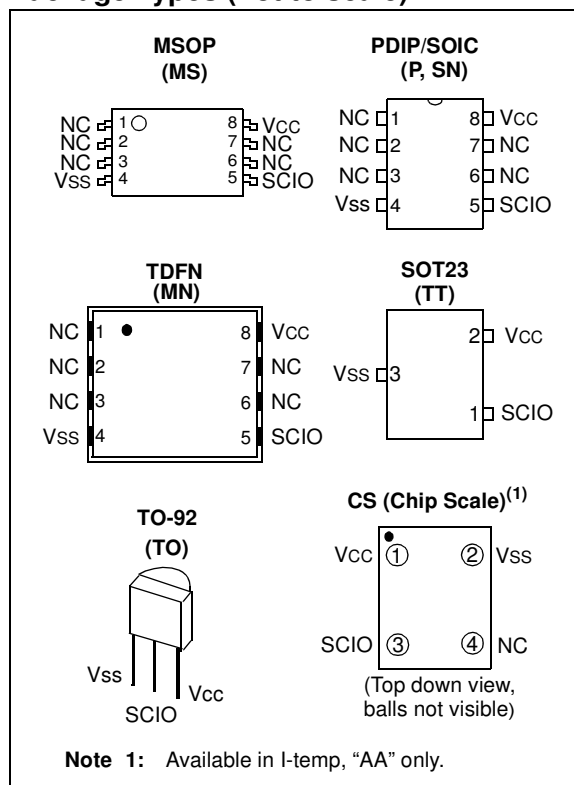 MSOP
(MS)
NC 1 8 VCC
NC 2 7 NC
NC 3 6 NC
VSS 4 5 SCIO
PDIP/SOIC
(P, SN)
NC 1 8 VCC
NC 2 7 NC
NC 3 6 NC
VSS 4 5 SCIO
TDFN
(MN)
NC 1 8 VCC
NC 2 7 NC
NC 3 6 NC
VSS 4 5 SCIO
SOT23
(TT)
2 VCC
VSS 3
1 SCIO
TO-92
(TO)
Vss
Vcc
SCIO
CS (Chip Scale)(1)
VCC 1 2 VSS
SCIO 3 4 NC
(Top down view,
balls not visible)
Note 1: Available in I-temp, “AA” only.